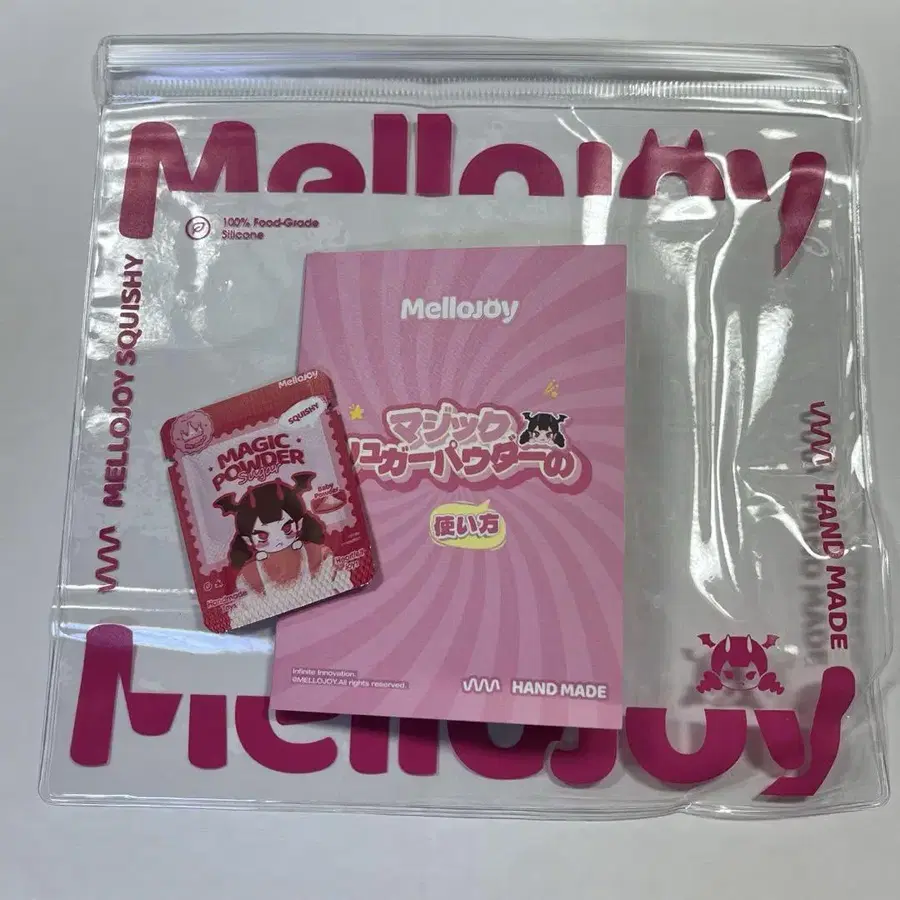 Mellojoy
100% Food-Grade
Silicone
MELLOJOY SQUISHY
HAND MADE
Mellojoy
マジック
シュガーパウダーの
使い方
Infinite Innovation.
©MELLOJOY.All rights reserved.
HAND MADE
Mellojoy
SQUISHY
MAGIC
POWDER
Sugar
Baby
Powder
Mellojoy